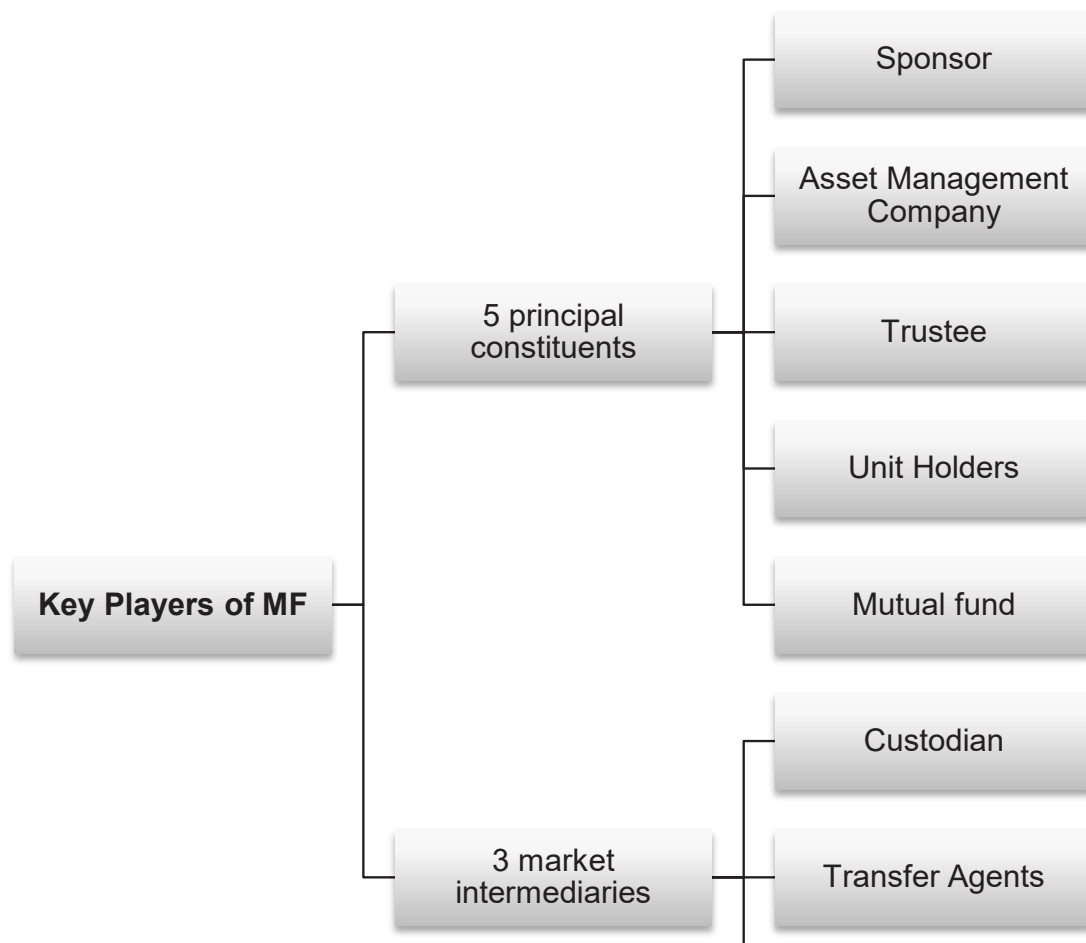 Sponsor
Asset Management
Company
5 principal
constituents
Trustee
Unit Holders
Key Players of MF
Mutual fund
Custodian
3 market
intermediaries
Transfer Agents